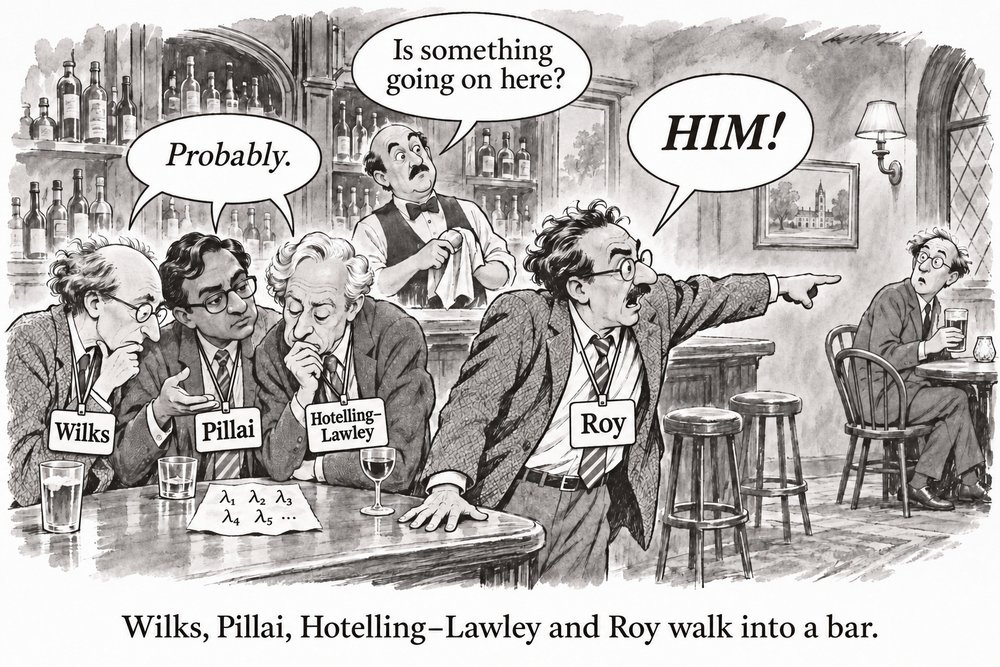 Is something
going on here?
Probably.
HIM!
Wilks
Pillai
Hotelling–
Lawley
Roy
λ₁ λ₂ λ₃
λ₄ λ₅ ...
Wilks, Pillai, Hotelling–Lawley and Roy walk into a bar.